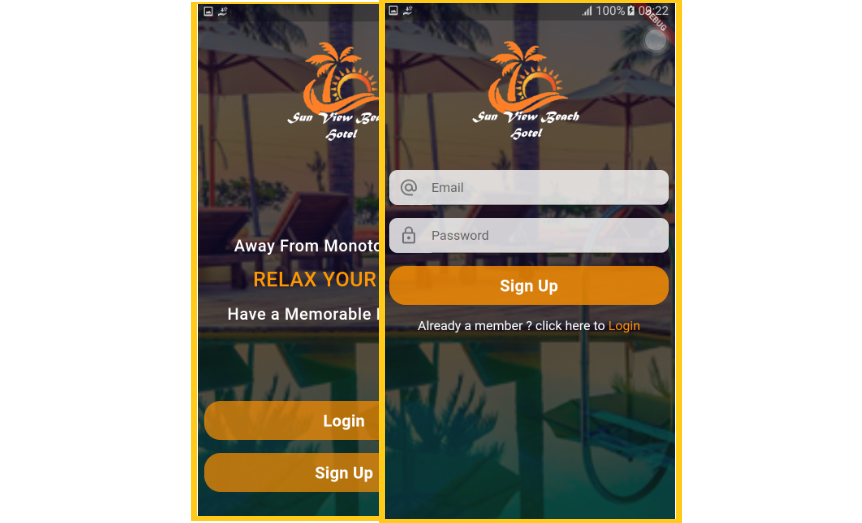 Sun View Bea
Hotel
Away From Monoto
RELAX YOUR
Have a Memorable
Login
Sign Up
100% 09:22
DEBUG
Sun View Beach
Hotel
Email
Password
Sign Up
Already a member ? click here to Login